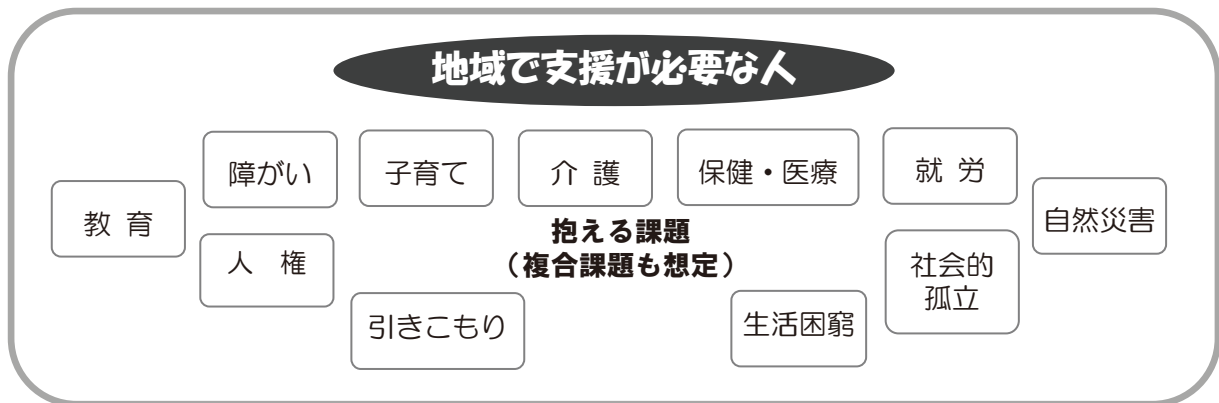 地域で支援が必要な人
障がい
子育て
介 護
保健・医療
就 労
教 育
自然災害
人 権
抱える課題
（複合課題も想定）
社会的
孤立
引きこもり
生活困窮